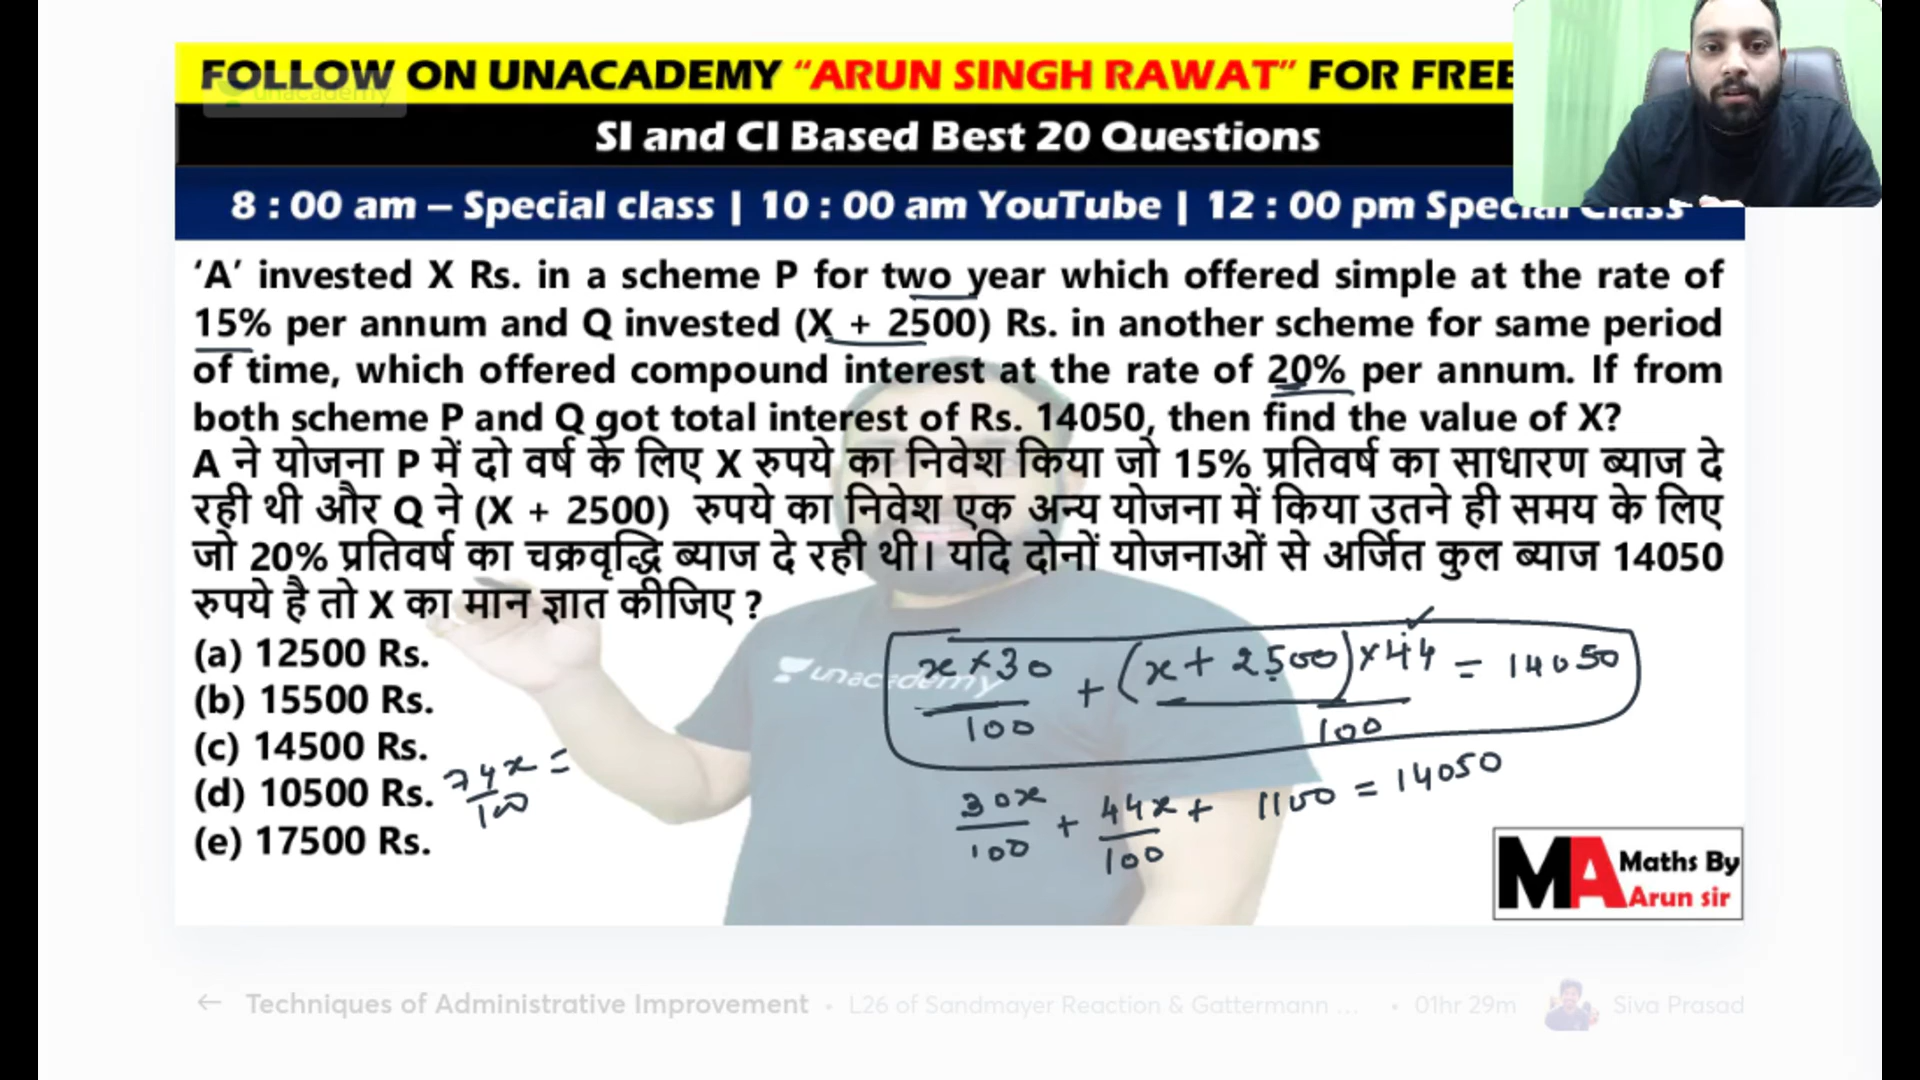 FOLLOW ON UNACADEMY “ARUN SINGH RAWAT” FOR FREE
unacademy
SI and CI Based Best 20 Questions
8 : 00 am – Special class | 10 : 00 am YouTube | 12 : 00 pm Special Class
‘A’ invested X Rs. in a scheme P for two year which offered simple at the rate of
15% per annum and Q invested (X + 2500) Rs. in another scheme for same period
of time, which offered compound interest at the rate of 20% per annum. If from
both scheme P and Q got total interest of Rs. 14050, then find the value of X?
A ने योजना P में दो वर्ष के लिए X रुपये का निवेश किया जो 15% प्रतिवर्ष का साधारण ब्याज दे
रही थी और Q ने (X + 2500) रुपये का निवेश एक अन्य योजना में किया उतने ही समय के लिए
जो 20% प्रतिवर्ष का चक्रवृद्धि ब्याज दे रही थी। यदि दोनों योजनाओं से अर्जित कुल ब्याज 14050
रुपये है तो X का मान ज्ञात कीजिए ?
(a) 12500 Rs.
(b) 15500 Rs.
(c) 14500 Rs.
(d) 10500 Rs.
(e) 17500 Rs.
unacademy
x×30/100 + (x+2500)×44/100 = 14050
30x/100 + 44x/100 + 1100 = 14050
74x/100 =
MA Maths By
Arun sir
← Techniques of Administrative Improvement • L26 of Sandmayer Reaction & Gattermann ... • 01hr 29m Siva Prasad